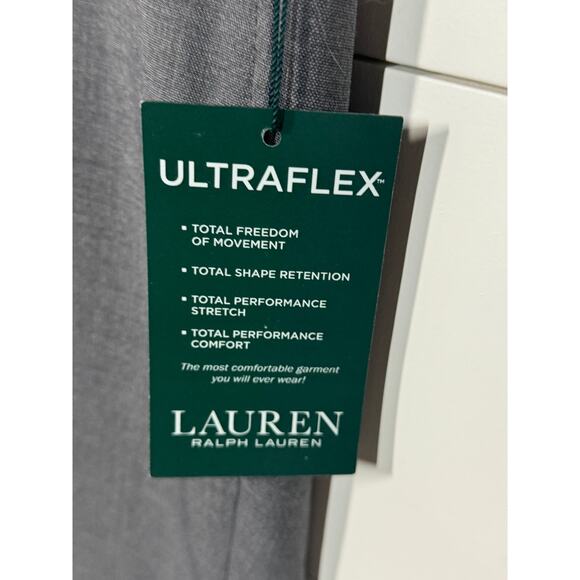 ULTRAFLEX™
• TOTAL FREEDOM
OF MOVEMENT
• TOTAL SHAPE RETENTION
• TOTAL PERFORMANCE
STRETCH
• TOTAL PERFORMANCE
COMFORT
The most comfortable garment
you will ever wear!
LAUREN
RALPH LAUREN